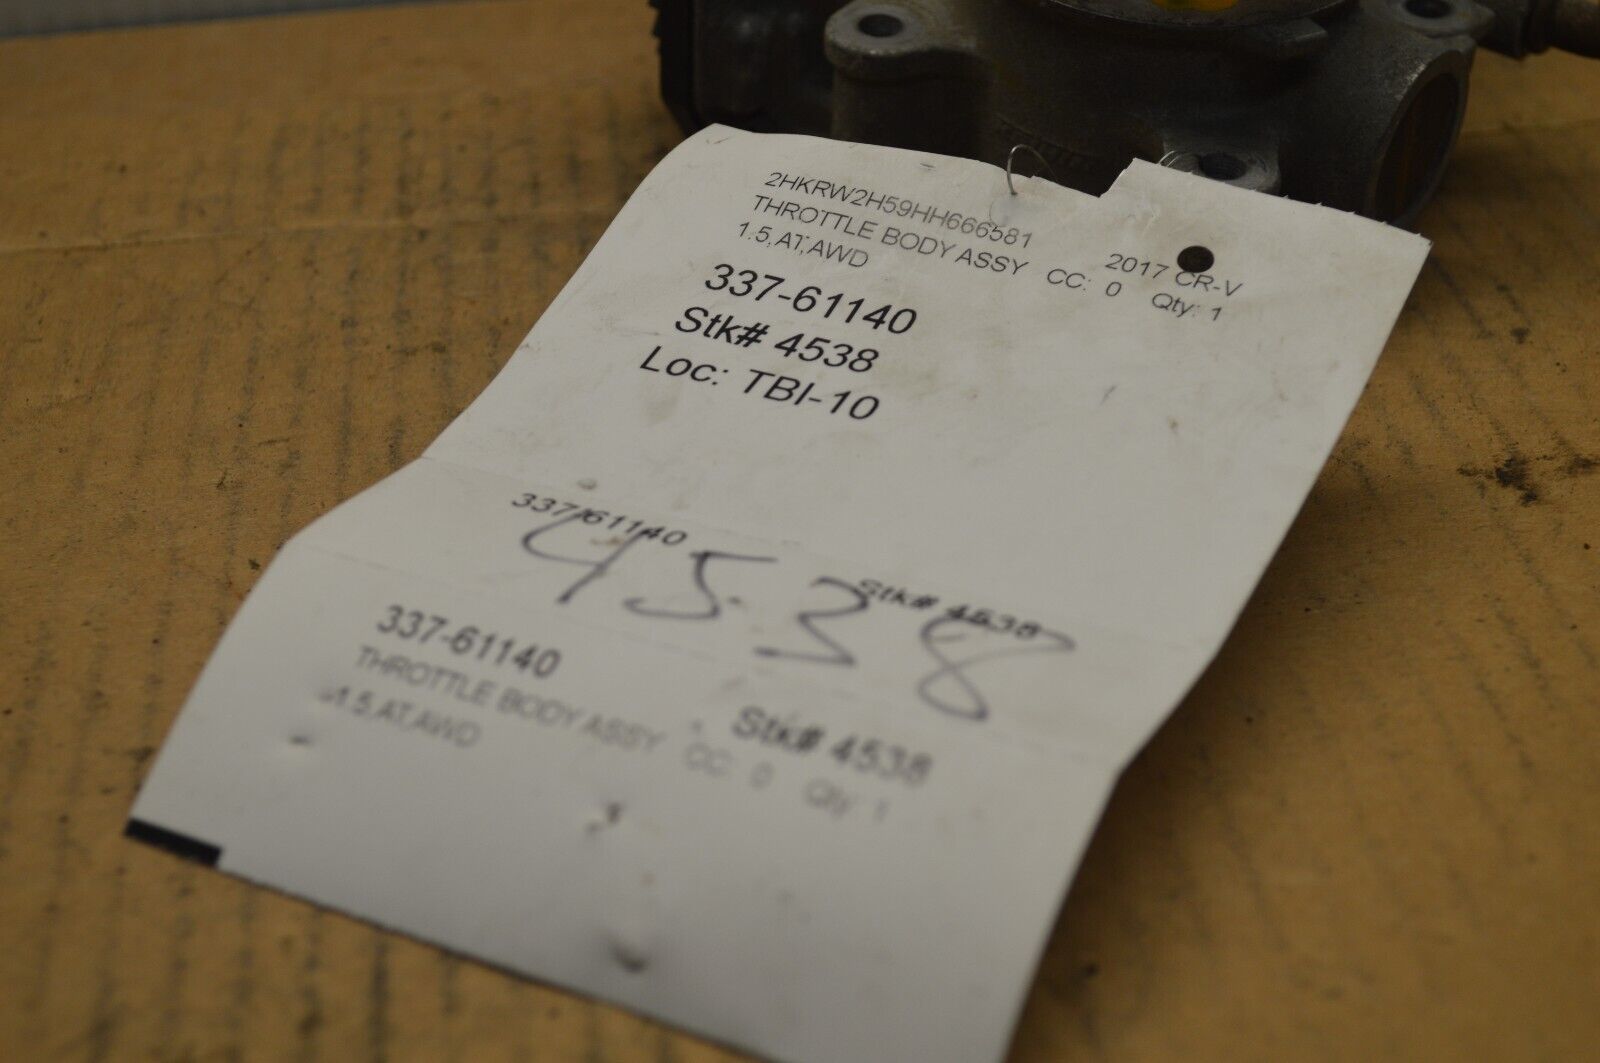 2HKRW2H59HH666581 2017 CR-V
THROTTLE BODY ASSY CC: 0 Qty: 1
1.5,AT,AWD
337-61140
Stk# 4538
Loc: TBI-10
337-61140 Stk# 4538
4538
337-61140 Stk# 4538
THROTTLE BODY ASSY CC: 0 Qty: 1
1.5,AT,AWD